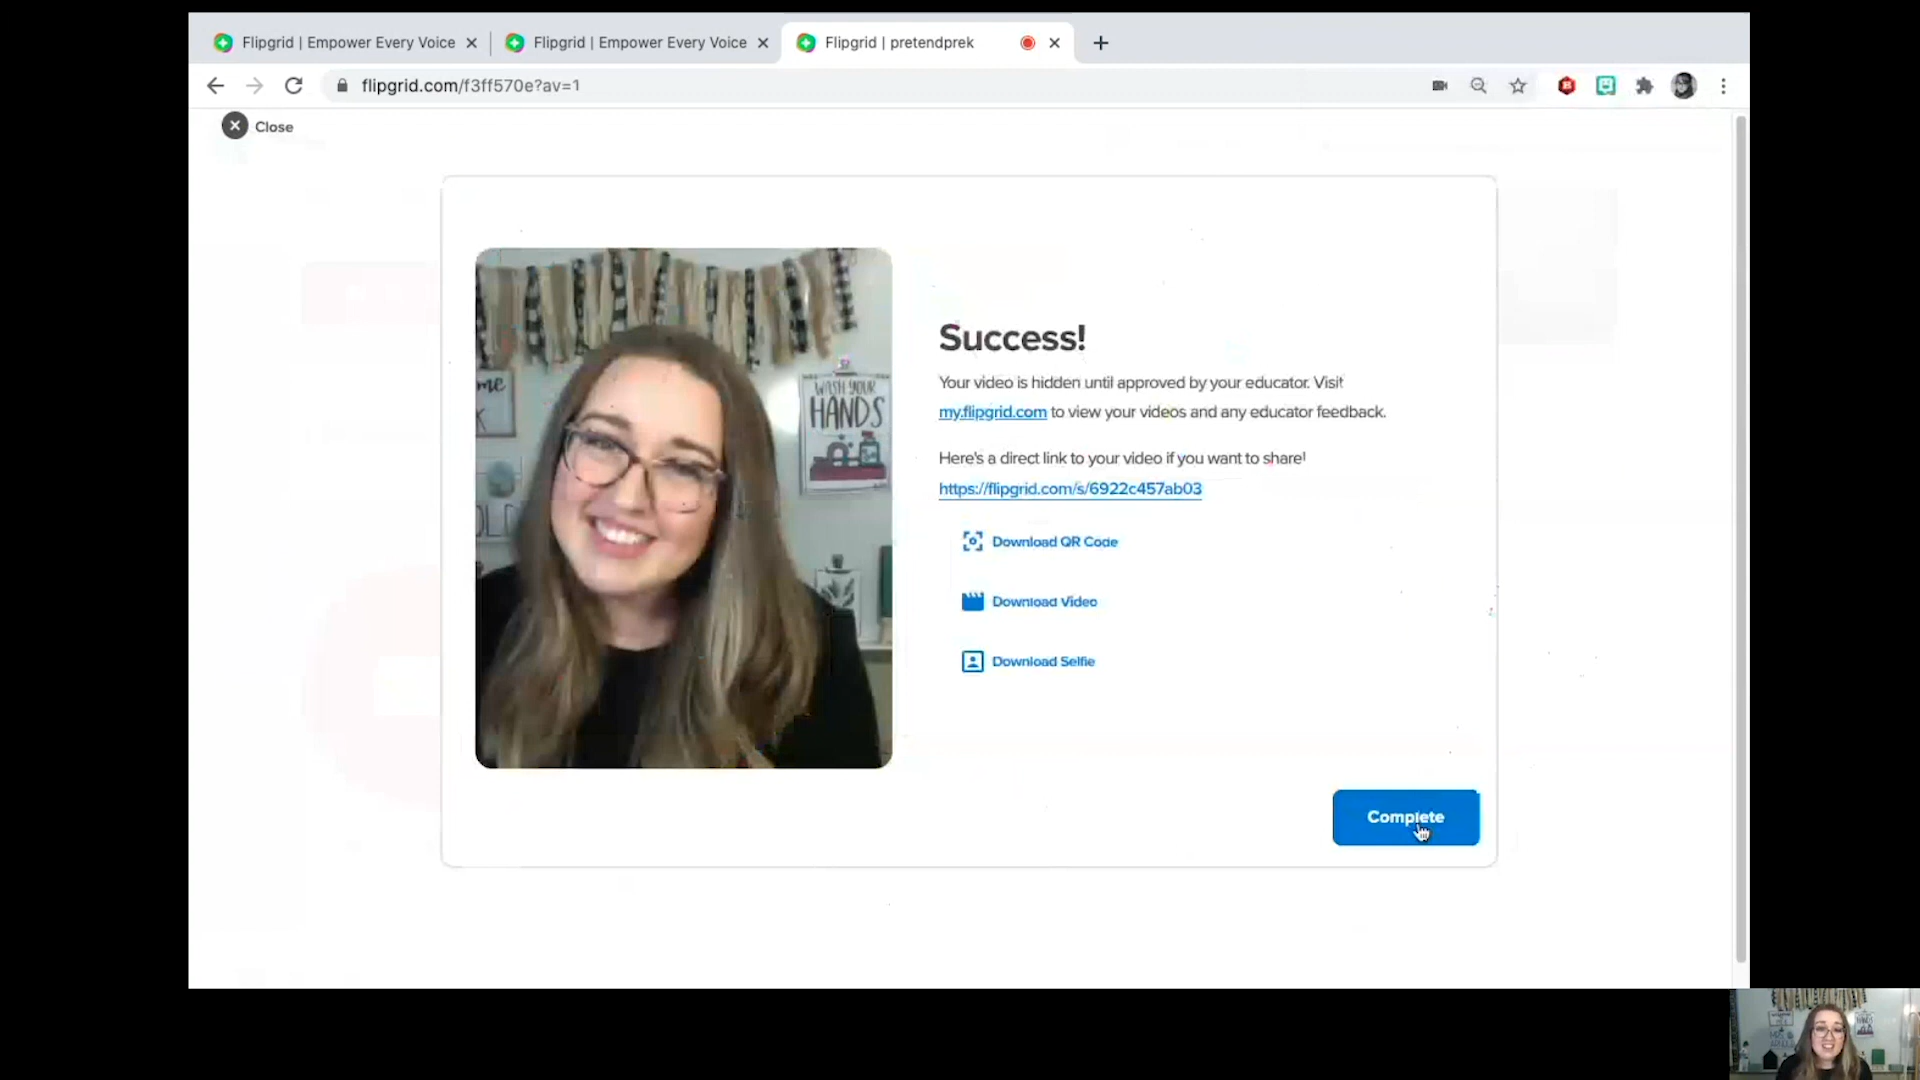 Flipgrid | Empower Every Voice
Flipgrid | Empower Every Voice
Flipgrid | pretendprek
flipgrid.com/f3ff570e?av=1
Close
me
K
OLD
WASH YOUR
HANDS
Success!
Your video is hidden until approved by your educator. Visit
my.flipgrid.com to view your videos and any educator feedback.
Here's a direct link to your video if you want to share!
https://flipgrid.com/s/6922c457ab03
Download QR Code
Download Video
Download Selfie
Complete